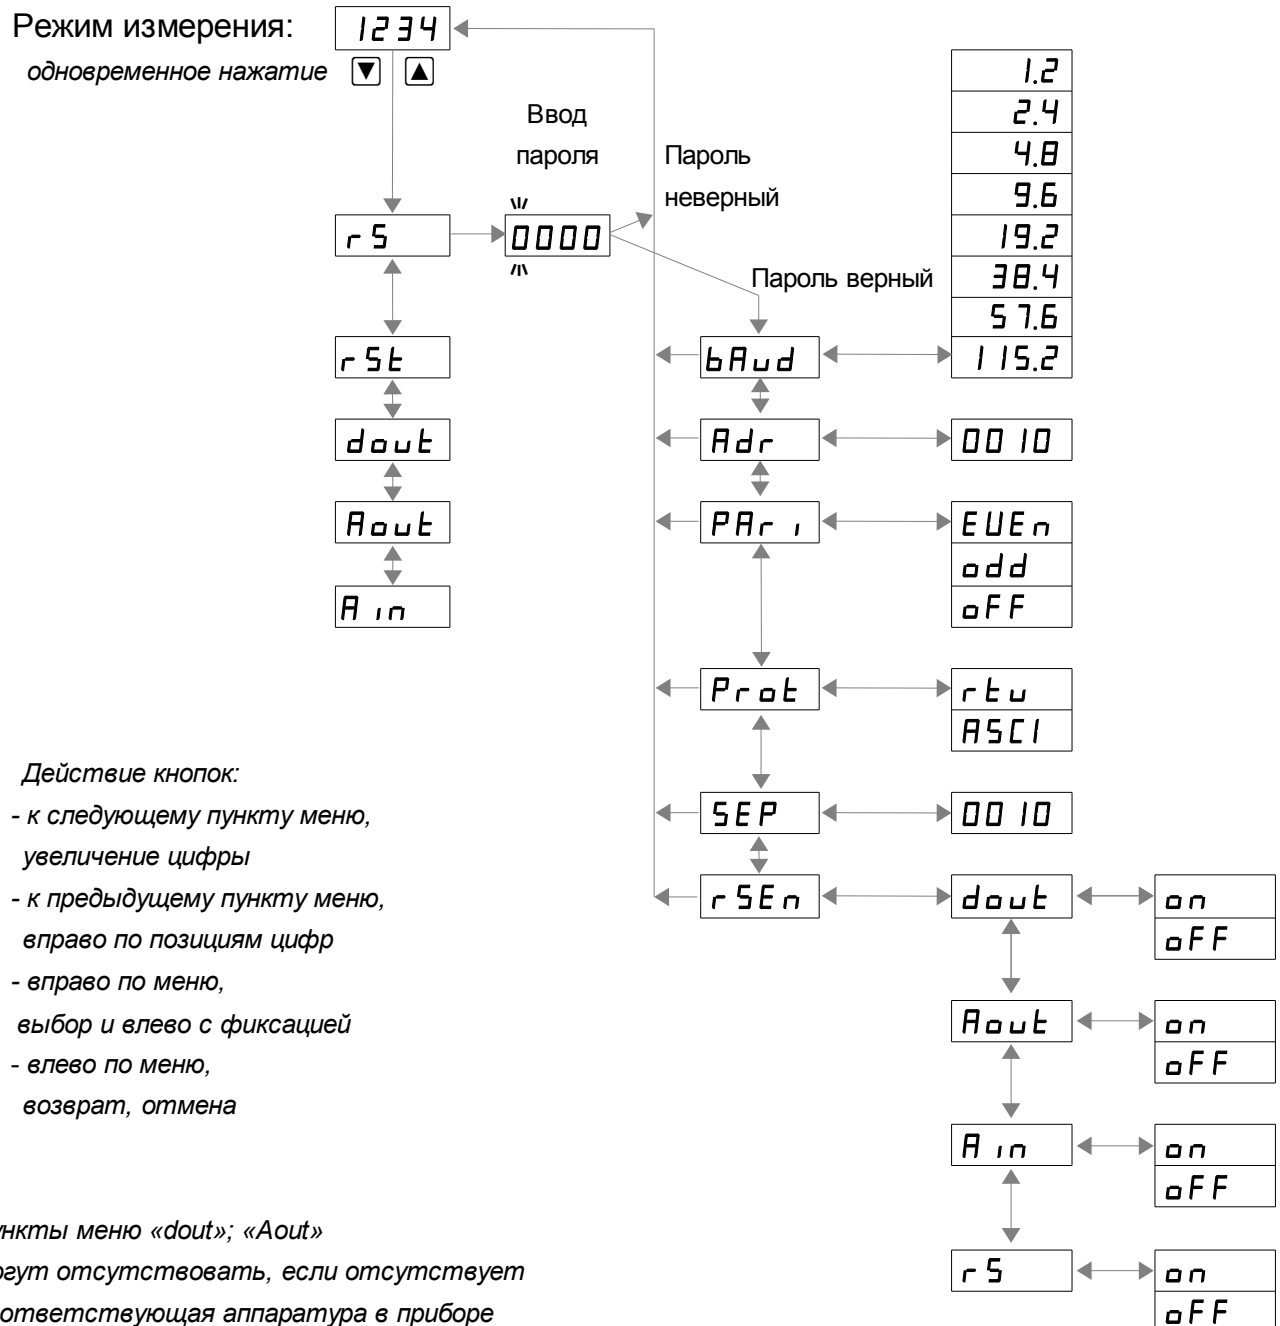 Режим измерения:
1234
одновременное нажатие
Ввод
пароля
Пароль
неверный
Пароль верный
rS
0000
rSt
dout
Aout
Ain
bAud
1.2
2.4
4.8
9.6
19.2
38.4
57.6
115.2
Adr
0010
PAri
EVEn
odd
oFF
Prot
rtu
ASCI
SEP
0010
rSEn
dout
on
oFF
Aout
on
oFF
Ain
on
oFF
rS
on
oFF
Действие кнопок:
- к следующему пункту меню,
увеличение цифры
- к предыдущему пункту меню,
вправо по позициям цифр
- вправо по меню,
выбор и влево с фиксацией
- влево по меню,
возврат, отмена
нкты меню «dout»; «Aout»
огут отсутствовать, если отсутствует
ответствующая аппаратура в приборе